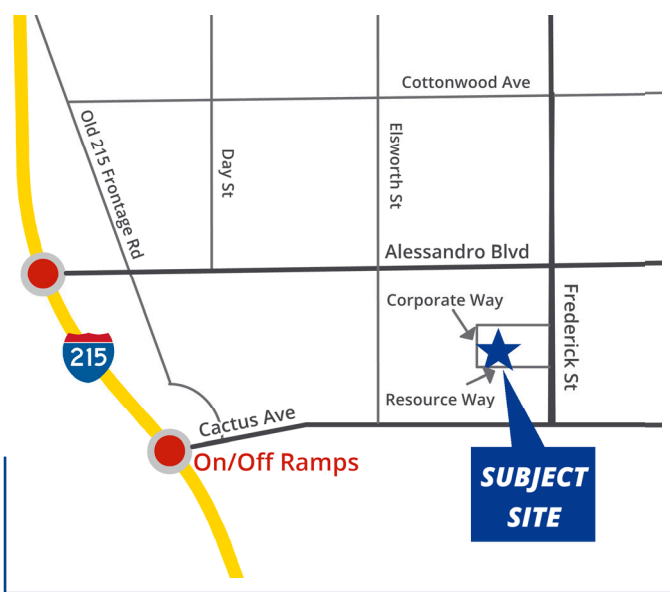 Cottonwood Ave
Old 215 Frontage Rd
Day St
Elsworth St
Alessandro Blvd
Corporate Way
Frederick St
215
Resource Way
Cactus Ave
On/Off Ramps
SUBJECT
SITE